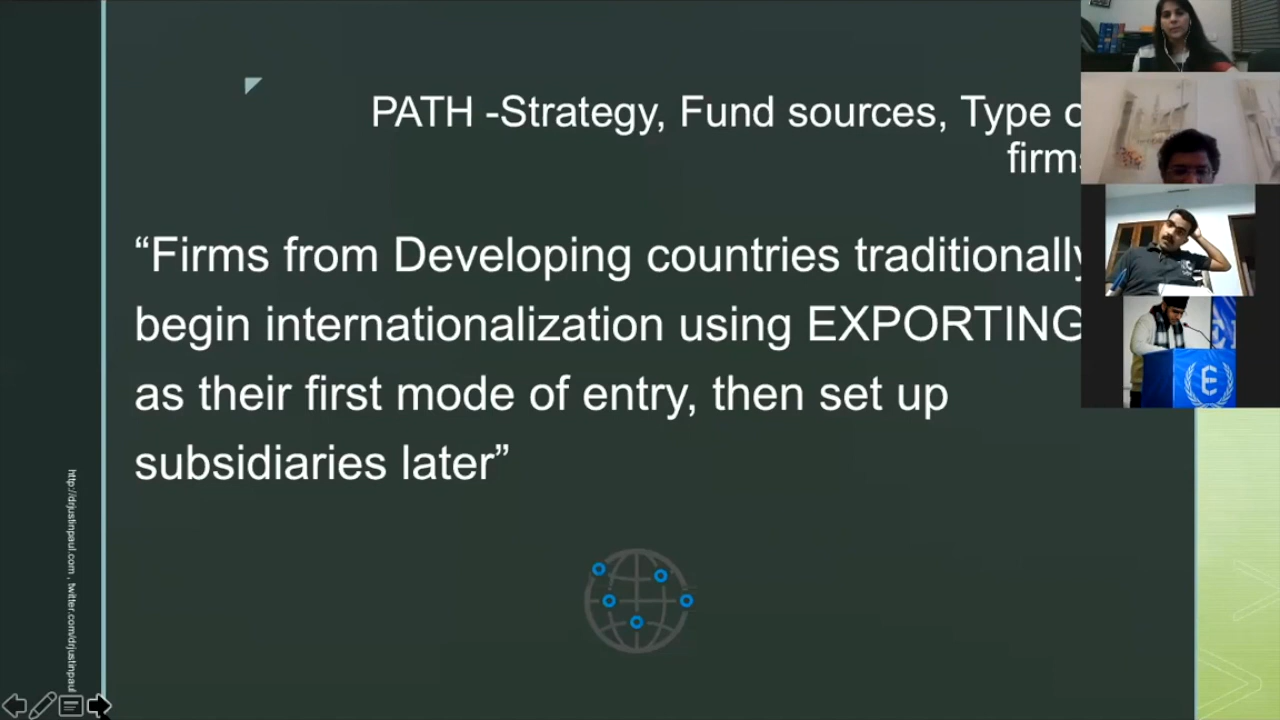 PATH -Strategy, Fund sources, Type
firms
“Firms from Developing countries traditionally
begin internationalization using EXPORTING
as their first mode of entry, then set up
subsidiaries later”
http://drjustinpaul.com , twitter.com/drjustinpaul
E